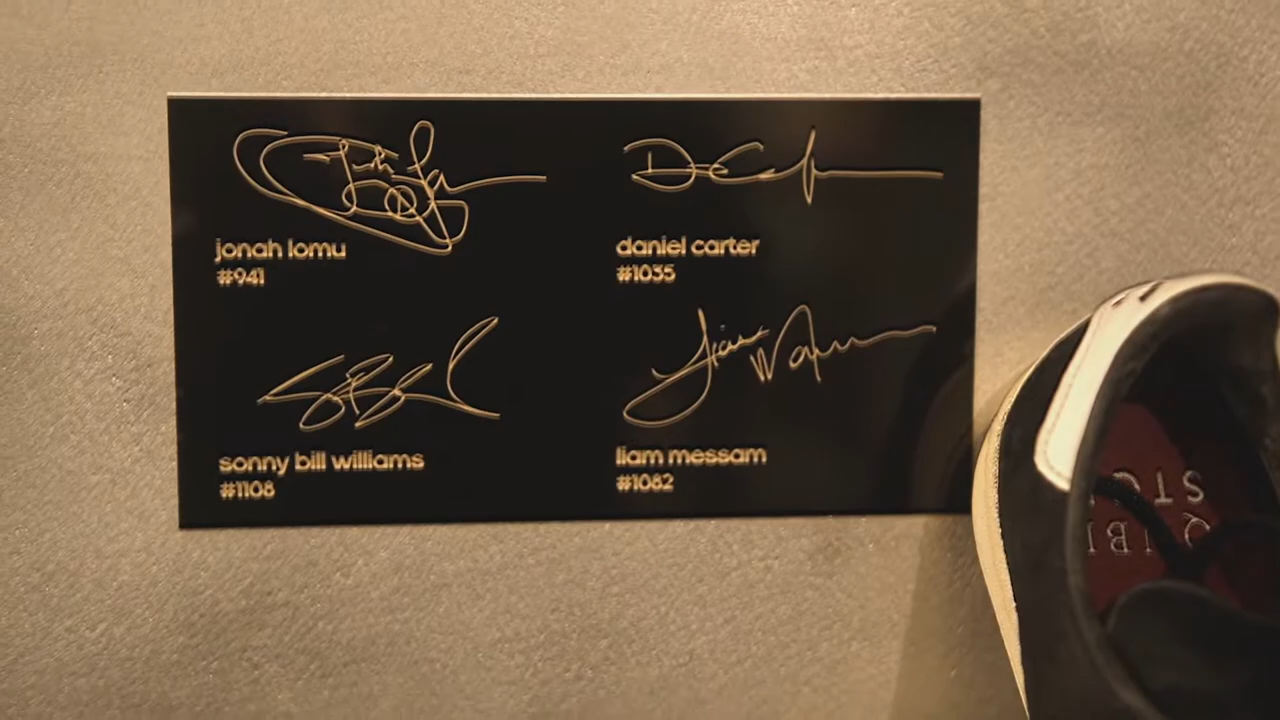 jonah lomu
#941
daniel carter
#1035
sonny bill williams
#1108
liam messam
#1082